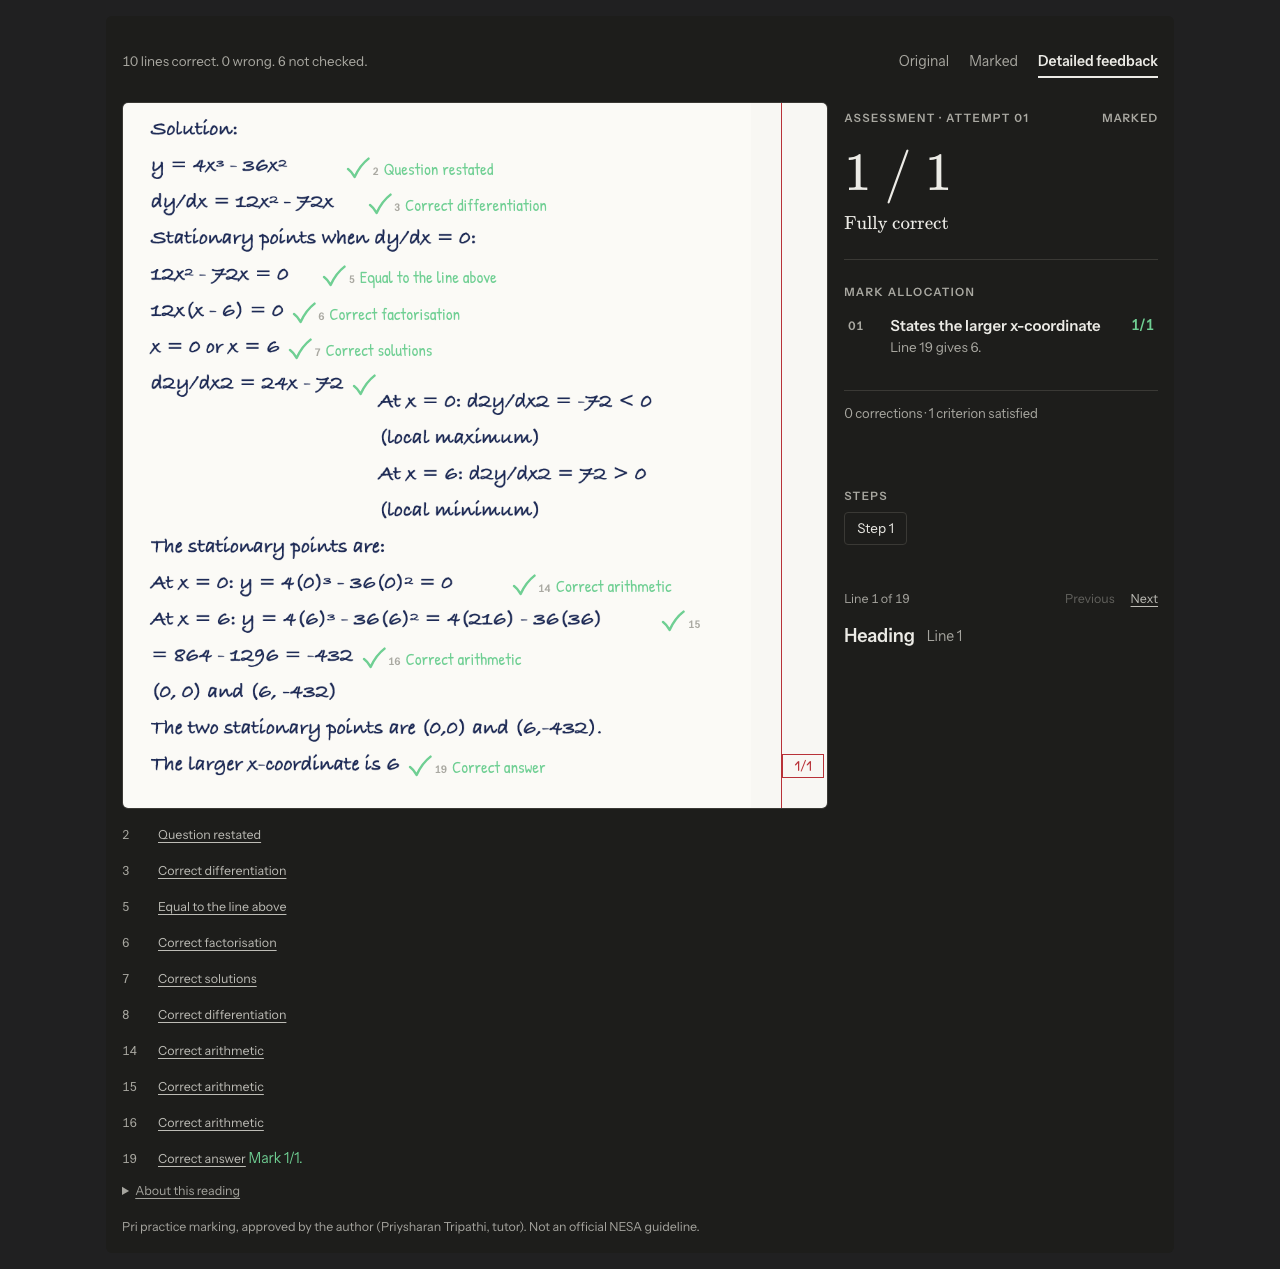 10 lines correct. 0 wrong. 6 not checked.
Original Marked Detailed feedback
Solution:
y = 4x³ - 36x²
✓ 2 Question restated
dy/dx = 12x² - 72x
✓ 3 Correct differentiation
Stationary points when dy/dx = 0:
12x² - 72x = 0
✓ 5 Equal to the line above
12x(x - 6) = 0
✓ 6 Correct factorisation
x = 0 or x = 6
✓ 7 Correct solutions
d2y/dx2 = 24x - 72
✓
At x = 0: d2y/dx2 = -72 < 0
(local maximum)
At x = 6: d2y/dx2 = 72 > 0
(local minimum)
The stationary points are:
At x = 0: y = 4(0)³ - 36(0)² = 0
✓ 14 Correct arithmetic
At x = 6: y = 4(6)³ - 36(6)² = 4(216) - 36(36)
✓ 15
= 864 - 1296 = -432
✓ 16 Correct arithmetic
(0, 0) and (6, -432)
The two stationary points are (0,0) and (6,-432).
The larger x-coordinate is 6
✓ 19 Correct answer
1/1
ASSESSMENT · ATTEMPT 01 MARKED
1 / 1
Fully correct
MARK ALLOCATION
01 States the larger x-coordinate 1/1
Line 19 gives 6.
0 corrections · 1 criterion satisfied
STEPS
Step 1
Line 1 of 19 Previous Next
Heading Line 1
2 Question restated
3 Correct differentiation
5 Equal to the line above
6 Correct factorisation
7 Correct solutions
8 Correct differentiation
14 Correct arithmetic
15 Correct arithmetic
16 Correct arithmetic
19 Correct answer Mark 1/1.
▶ About this reading
Pri practice marking, approved by the author (Priysharan Tripathi, tutor). Not an official NESA guideline.